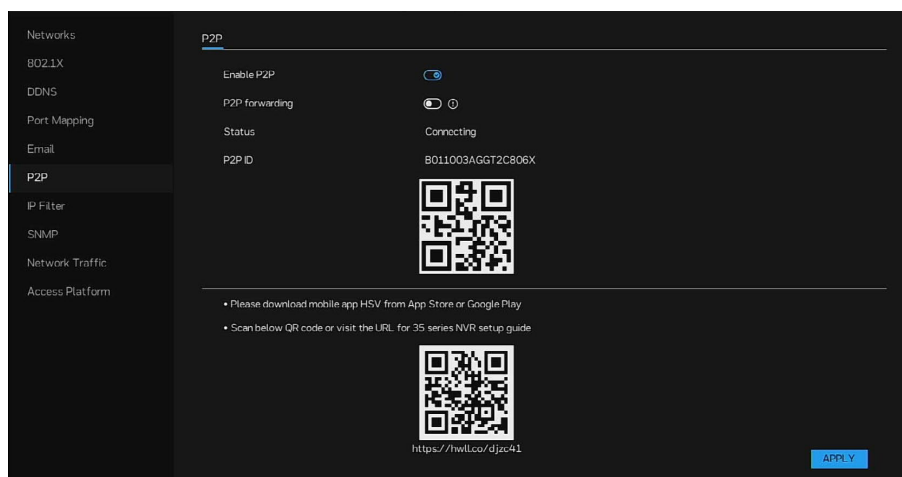 Networks
802.1X
DDNS
Port Mapping
Email
P2P
IP Filter
SNMP
Network Traffic
Access Platform
P2P
Enable P2P
P2P forwarding
Status Connecting
P2P ID B011003AGGT2C806X
• Please download mobile app HSV from App Store or Google Play
• Scan below QR code or visit the URL for 35 series NVR setup guide
https://hwll.co/djzc41
APPLY